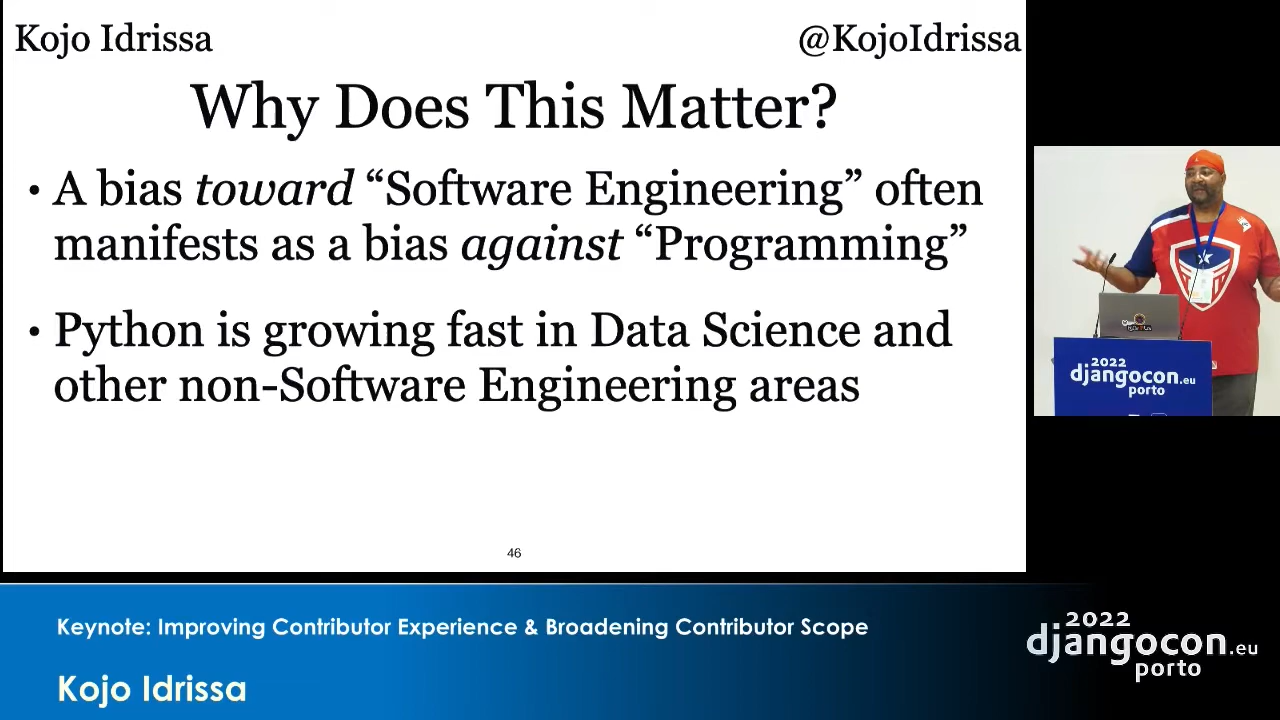 Kojo Idrissa
@KojoIdrissa
Why Does This Matter?
• A bias toward “Software Engineering” often
manifests as a bias against “Programming”
• Python is growing fast in Data Science and
other non-Software Engineering areas
46
2022
djangocon.eu
porto
Keynote: Improving Contributor Experience & Broadening Contributor Scope
Kojo Idrissa
2022
djangocon.eu
porto